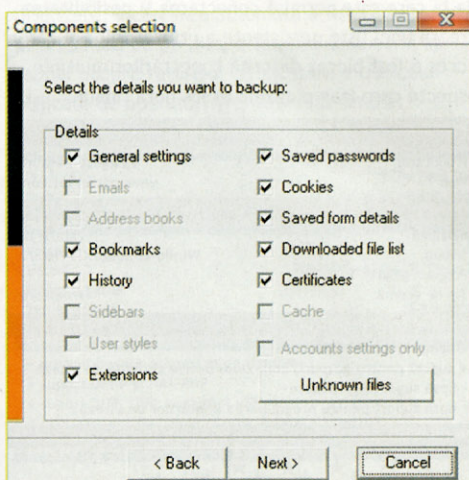 Components selection
Select the details you want to backup:
Details
General settings
Emails
Address books
Bookmarks
History
Sidebars
User styles
Extensions
Saved passwords
Cookies
Saved form details
Downloaded file list
Certificates
Cache
Accounts settings only
Unknown files
< Back
Next >
Cancel